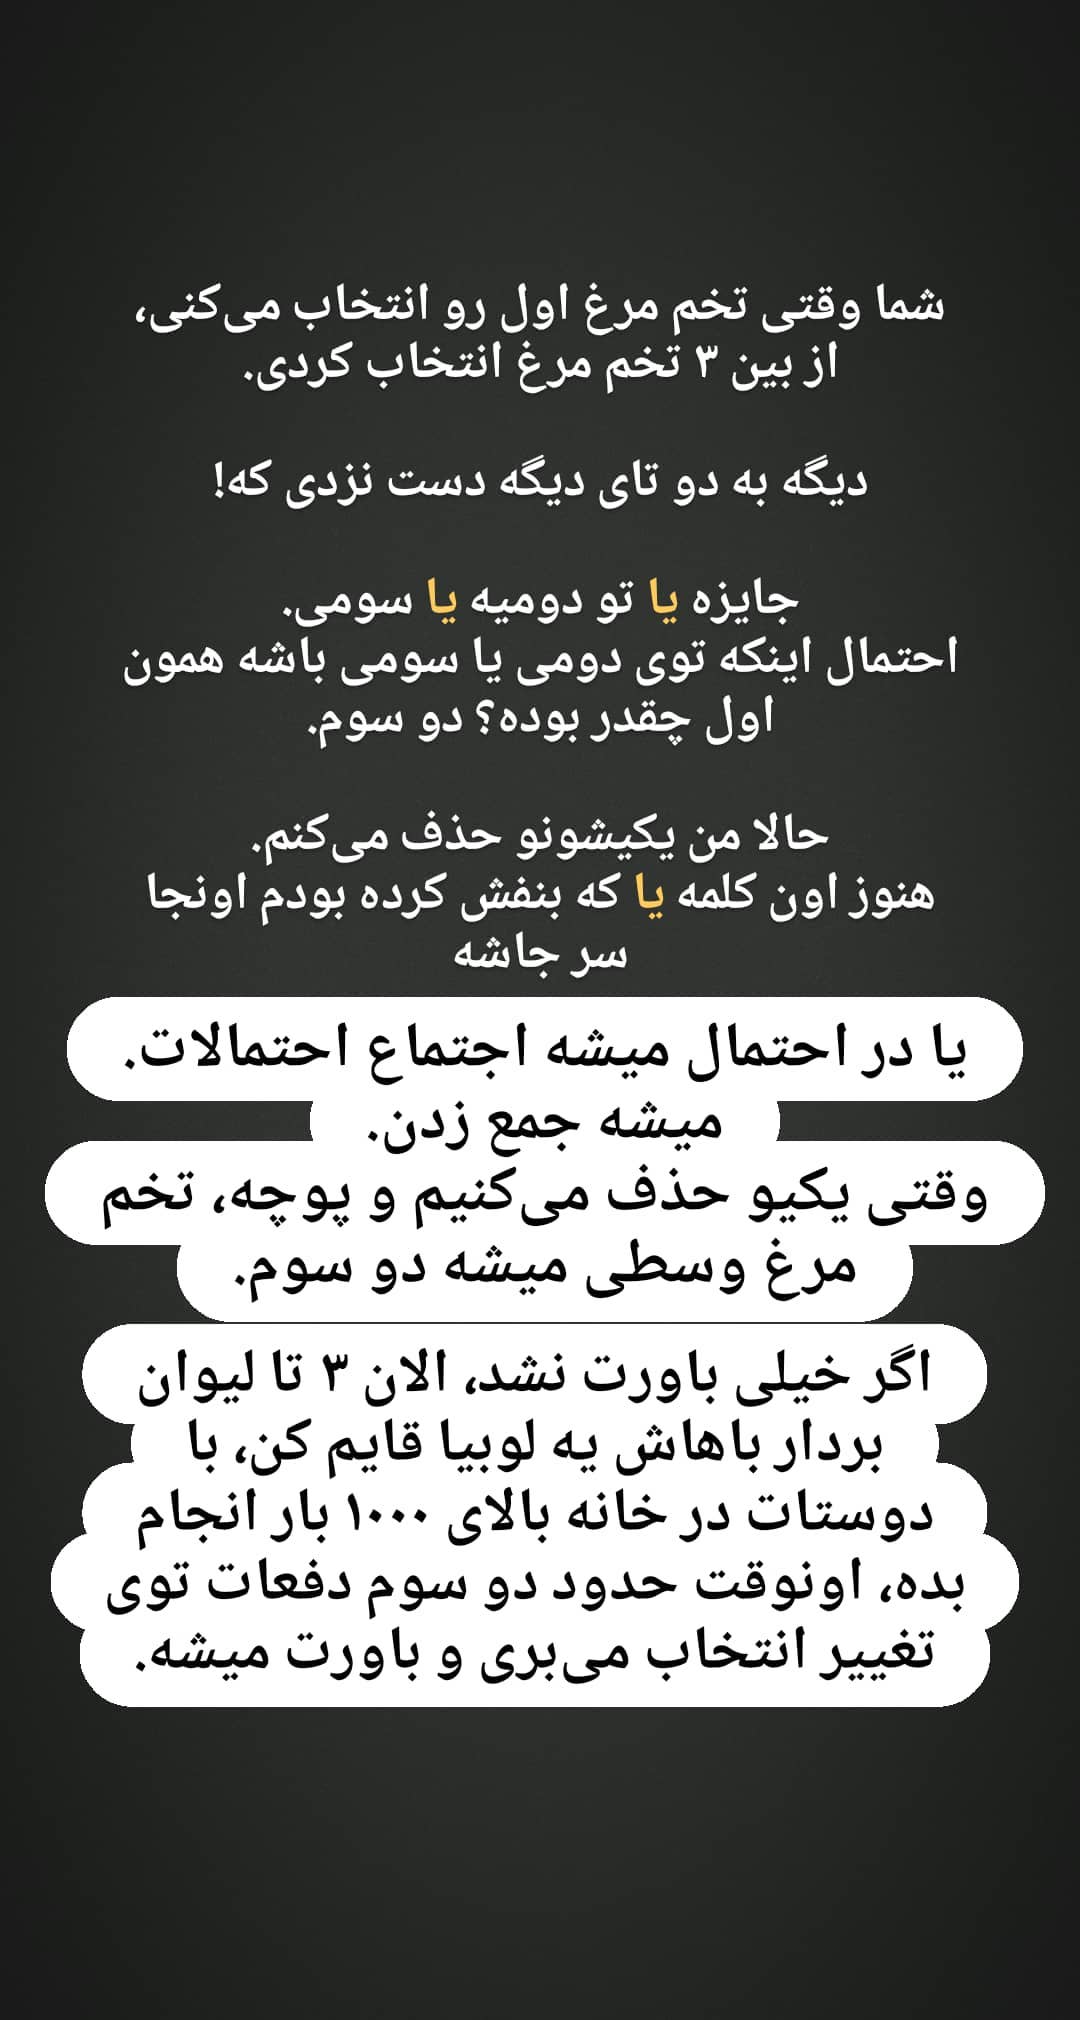 شما وقتی تخم مرغ اول رو انتخاب می‌کنی،
از بین ۳ تخم مرغ انتخاب کردی.
دیگه به دو تای دیگه دست نزدی که!
جایزه یا تو دومیه یا سومی.
احتمال اینکه توی دومی یا سومی باشه همون
اول چقدر بوده؟ دو سوم.
حالا من یکیشونو حذف می‌کنم.
هنوز اون کلمه یا که بنفش کرده بودم اونجا
سر جاشه
یا در احتمال میشه اجتماع احتمالات.
میشه جمع زدن.
وقتی یکیو حذف می‌کنیم و پوچه، تخم
مرغ وسطی میشه دو سوم.
اگر خیلی باورت نشد، الان ۳ تا لیوان
بردار باهاش یه لوبیا قایم کن، با
دوستات در خانه بالای ۱۰۰۰ بار انجام
بده، اونوقت حدود دو سوم دفعات توی
تغییر انتخاب می‌بری و باورت میشه.